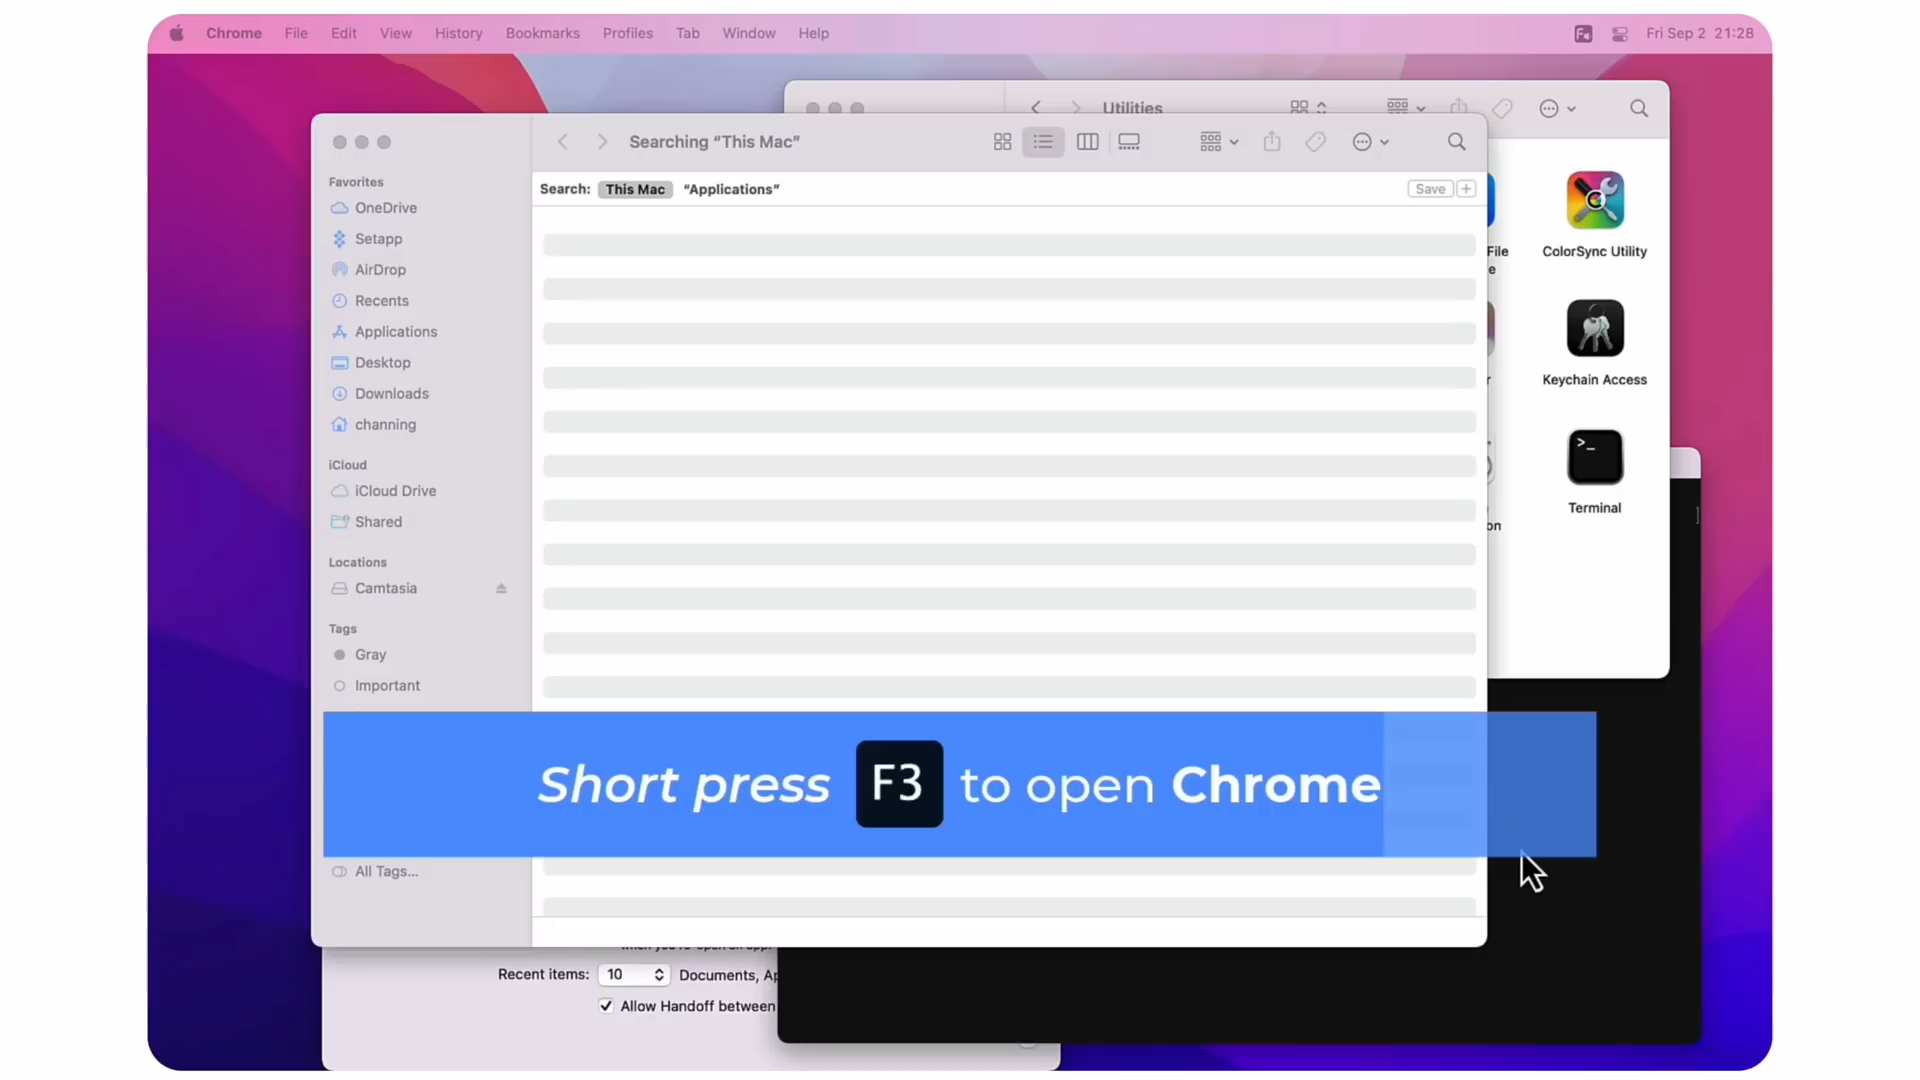 Chrome File Edit View History Bookmarks Profiles Tab Window Help Fri Sep 2 21:28
Utilities
Searching “This Mac”
Search: This Mac “Applications” Save
Favorites
OneDrive
Setapp
AirDrop
Recents
Applications
Desktop
Downloads
channing
iCloud
iCloud Drive
Shared
Locations
Camtasia
Tags
Gray
Important
All Tags...
File
e
ColorSync Utility
r
Keychain Access
>_
on
Terminal
]
Short press F3 to open Chrome
Recent items: 10 Documents, Ap
Allow Handoff between